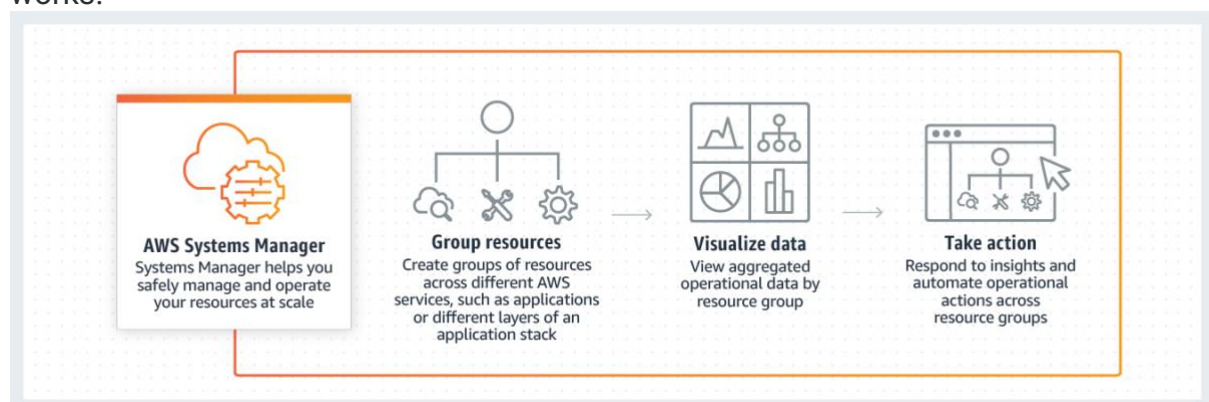 works.
AWS Systems Manager
Systems Manager helps you
safely manage and operate
your resources at scale
Group resources
Create groups of resources
across different AWS
services, such as applications
or different layers of an
application stack
Visualize data
View aggregated
operational data by
resource group
Take action
Respond to insights and
automate operational
actions across
resource groups